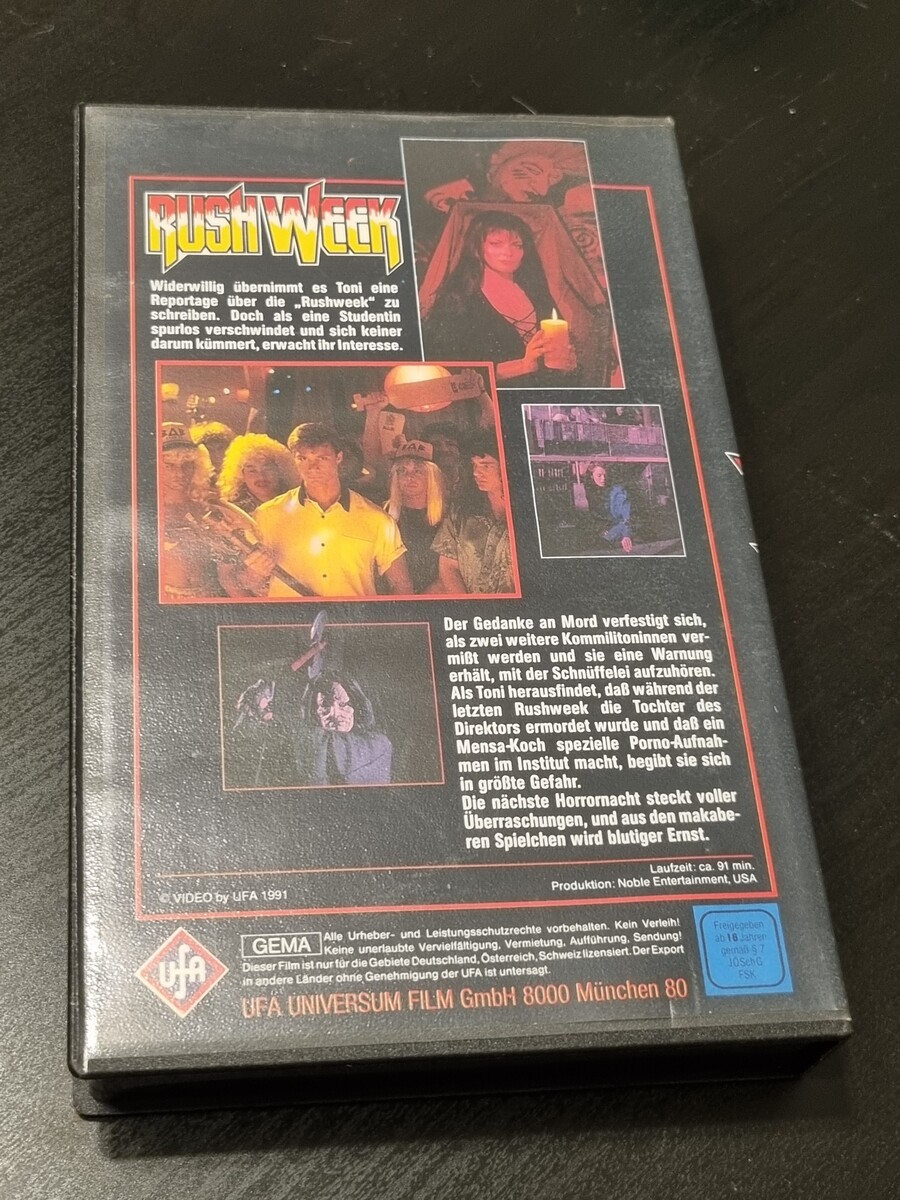 RUSH WEEK
Widerwillig übernimmt es Toni eine
Reportage über die „Rushweek“ zu
schreiben. Doch als eine Studentin
spurlos verschwindet und sich keiner
darum kümmert, erwacht ihr Interesse.
SAE
Der Gedanke an Mord verfestigt sich,
als zwei weitere Kommilitoninnen ver-
mißt werden und sie eine Warnung
erhält, mit der Schnüffelei aufzuhören.
Als Toni herausfindet, daß während der
letzten Rushweek die Tochter des
Direktors ermordet wurde und daß ein
Mensa-Koch spezielle Porno-Aufnah-
men im Institut macht, begibt sie sich
in größte Gefahr.
Die nächste Horrornacht steckt voller
Überraschungen, und aus den makabe-
ren Spielchen wird blutiger Ernst.
Laufzeit: ca. 91 min.
Produktion: Noble Entertainment, USA
© VIDEO by UFA 1991
ufa
GEMA
Alle Urheber- und Leistungsschutzrechte vorbehalten. Kein Verleih!
Keine unerlaubte Vervielfältigung, Vermietung, Aufführung, Sendung!
Dieser Film ist nur für die Gebiete Deutschland, Österreich, Schweiz lizensiert. Der Export
in andere Länder ohne Genehmigung der UFA ist untersagt.
UFA UNIVERSUM FILM GmbH 8000 München 80
Freigegeben
ab 16 Jahren
gemäß § 7
JÖSchG
FSK